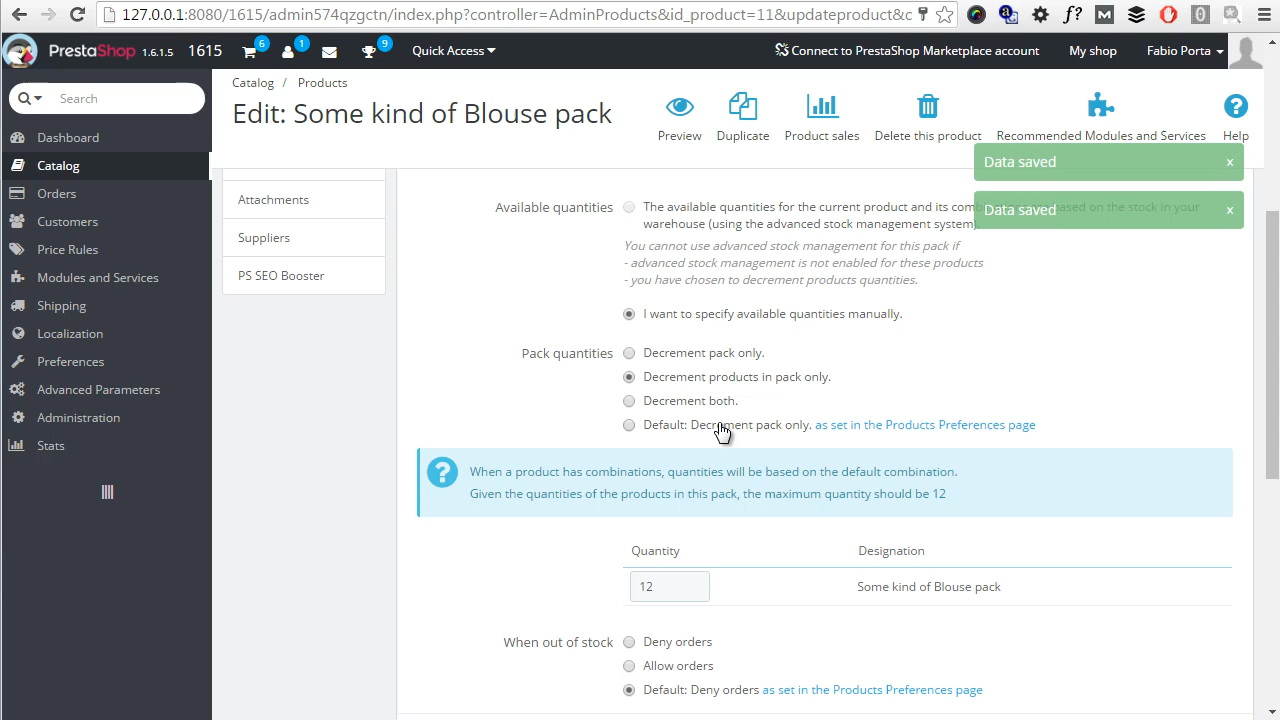 127.0.0.1:8080/1615/admin574qzgctn/index.php?controller=AdminProducts&id_product=11&updateproduct&c
PrestaShop 1.6.1.5 1615 6 1 9 Quick Access Connect to PrestaShop Marketplace account My shop Fabio Porta
Search
Dashboard
Catalog
Orders
Customers
Price Rules
Modules and Services
Shipping
Localization
Preferences
Advanced Parameters
Administration
Stats
Catalog / Products
Edit: Some kind of Blouse pack
Preview Duplicate Product sales Delete this product Recommended Modules and Services Help
Data saved x
Data saved x
Attachments
Suppliers
PS SEO Booster
Available quantities The available quantities for the current product and its based on the stock in your
warehouse (using the advanced stock management system)
You cannot use advanced stock management for this pack if
- advanced stock management is not enabled for these products
- you have chosen to decrement products quantities.
I want to specify available quantities manually.
Pack quantities Decrement pack only.
Decrement products in pack only.
Decrement both.
Default: Decrement pack only. as set in the Products Preferences page
When a product has combinations, quantities will be based on the default combination.
Given the quantities of the products in this pack, the maximum quantity should be 12
Quantity Designation
12 Some kind of Blouse pack
When out of stock Deny orders
Allow orders
Default: Deny orders as set in the Products Preferences page